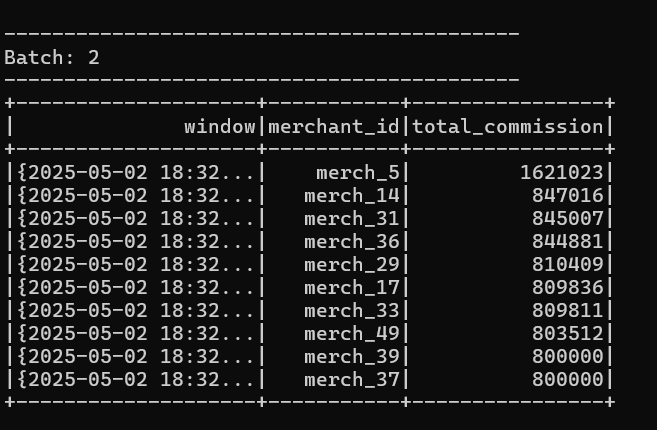 -------------------------------------------
Batch: 2
-------------------------------------------
+--------------------+-----------+----------------+
|              window|merchant_id|total_commission|
+--------------------+-----------+----------------+
|{2025-05-02 18:32...|    merch_5|         1621023|
|{2025-05-02 18:32...|   merch_14|          847016|
|{2025-05-02 18:32...|   merch_31|          845007|
|{2025-05-02 18:32...|   merch_36|          844881|
|{2025-05-02 18:32...|   merch_29|          810409|
|{2025-05-02 18:32...|   merch_17|          809836|
|{2025-05-02 18:32...|   merch_33|          809811|
|{2025-05-02 18:32...|   merch_49|          803512|
|{2025-05-02 18:32...|   merch_39|          800000|
|{2025-05-02 18:32...|   merch_37|          800000|
+--------------------+-----------+----------------+